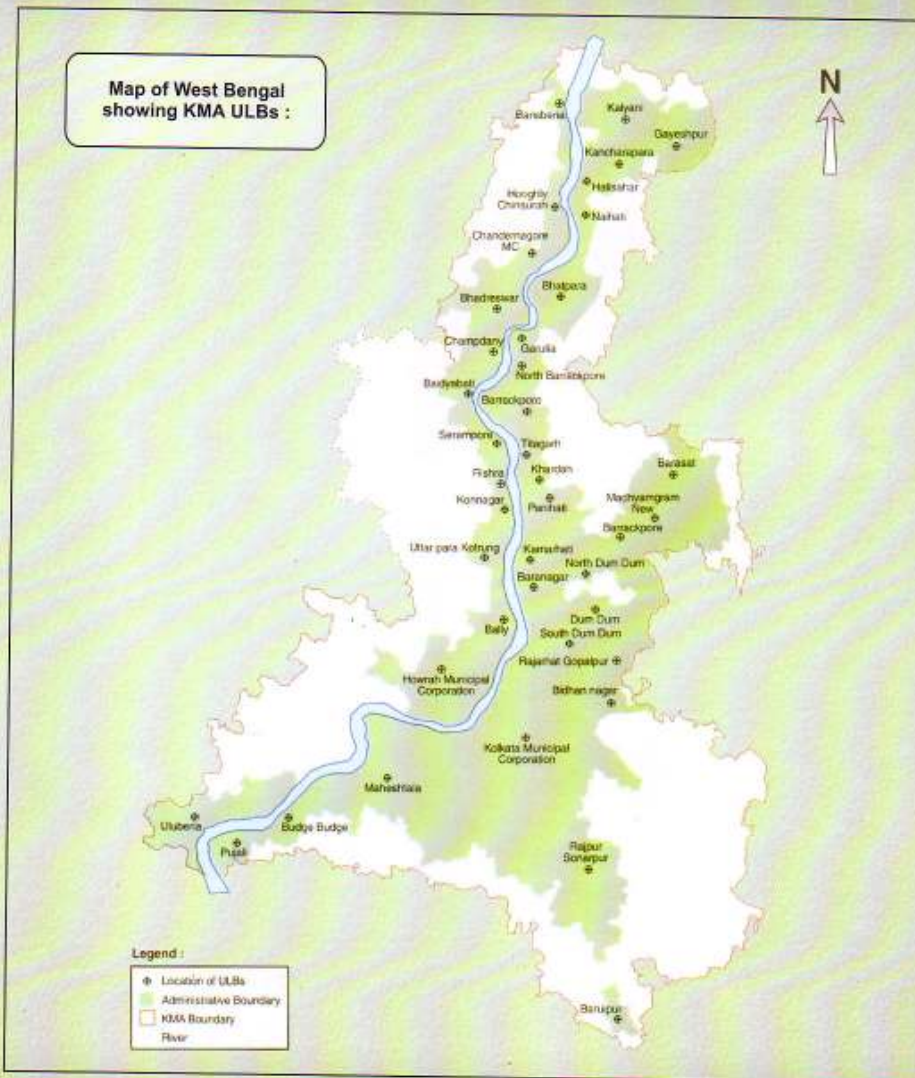 Map of West Bengal
showing KMA ULBs :
N
Bansberia
Kalyani
Gayeshpur
Kancharapara
Halisahar
Hooghly
Chinsurah
Naihati
Chandernagore
MC
Bhatpara
Bhadreswar
Champdany
Garulia
North Barrackpore
Baidyabati
Barrackpore
Serampore
Titagarh
Barasat
Rishra
Khardah
Konnagar
Panihati
Madhyamgram
New
Barrackpore
Uttar para Kotrung
Kamarhati
North Dum Dum
Baranagar
Bally
Dum Dum
South Dum Dum
Rajarhat Gopalpur
Howrah Municipal
Corporation
Bidhan nagar
Kolkata Municipal
Corporation
Maheshtala
Uluberia
Budge Budge
Pujali
Rajpur
Sonarpur
Baruipur
Legend :
Location of ULBs
Administrative Boundary
KMA Boundary
River